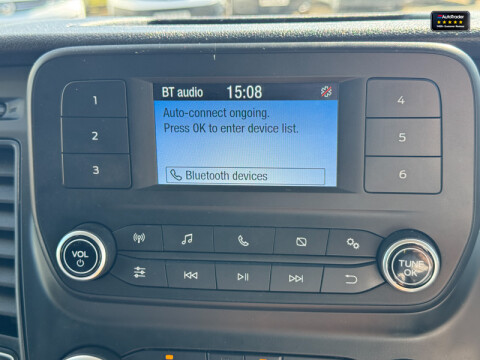 AutoTrader
BT audio 15:08
Auto-connect ongoing.
Press OK to enter device list.
Bluetooth devices
1
2
3
4
5
6
VOL
TUNE
OK